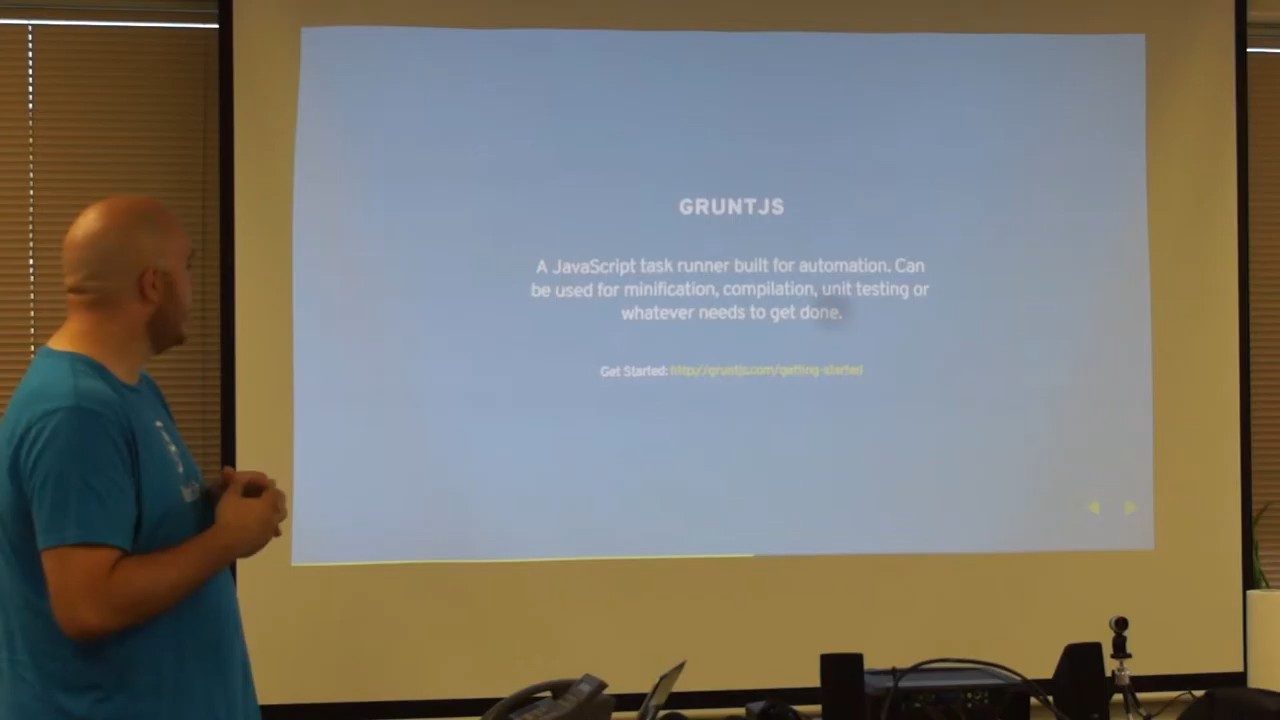 GRUNTJS
A JavaScript task runner built for automation. Can
be used for minification, compilation, unit testing or
whatever needs to get done.
Get Started: http://gruntjs.com/getting-started